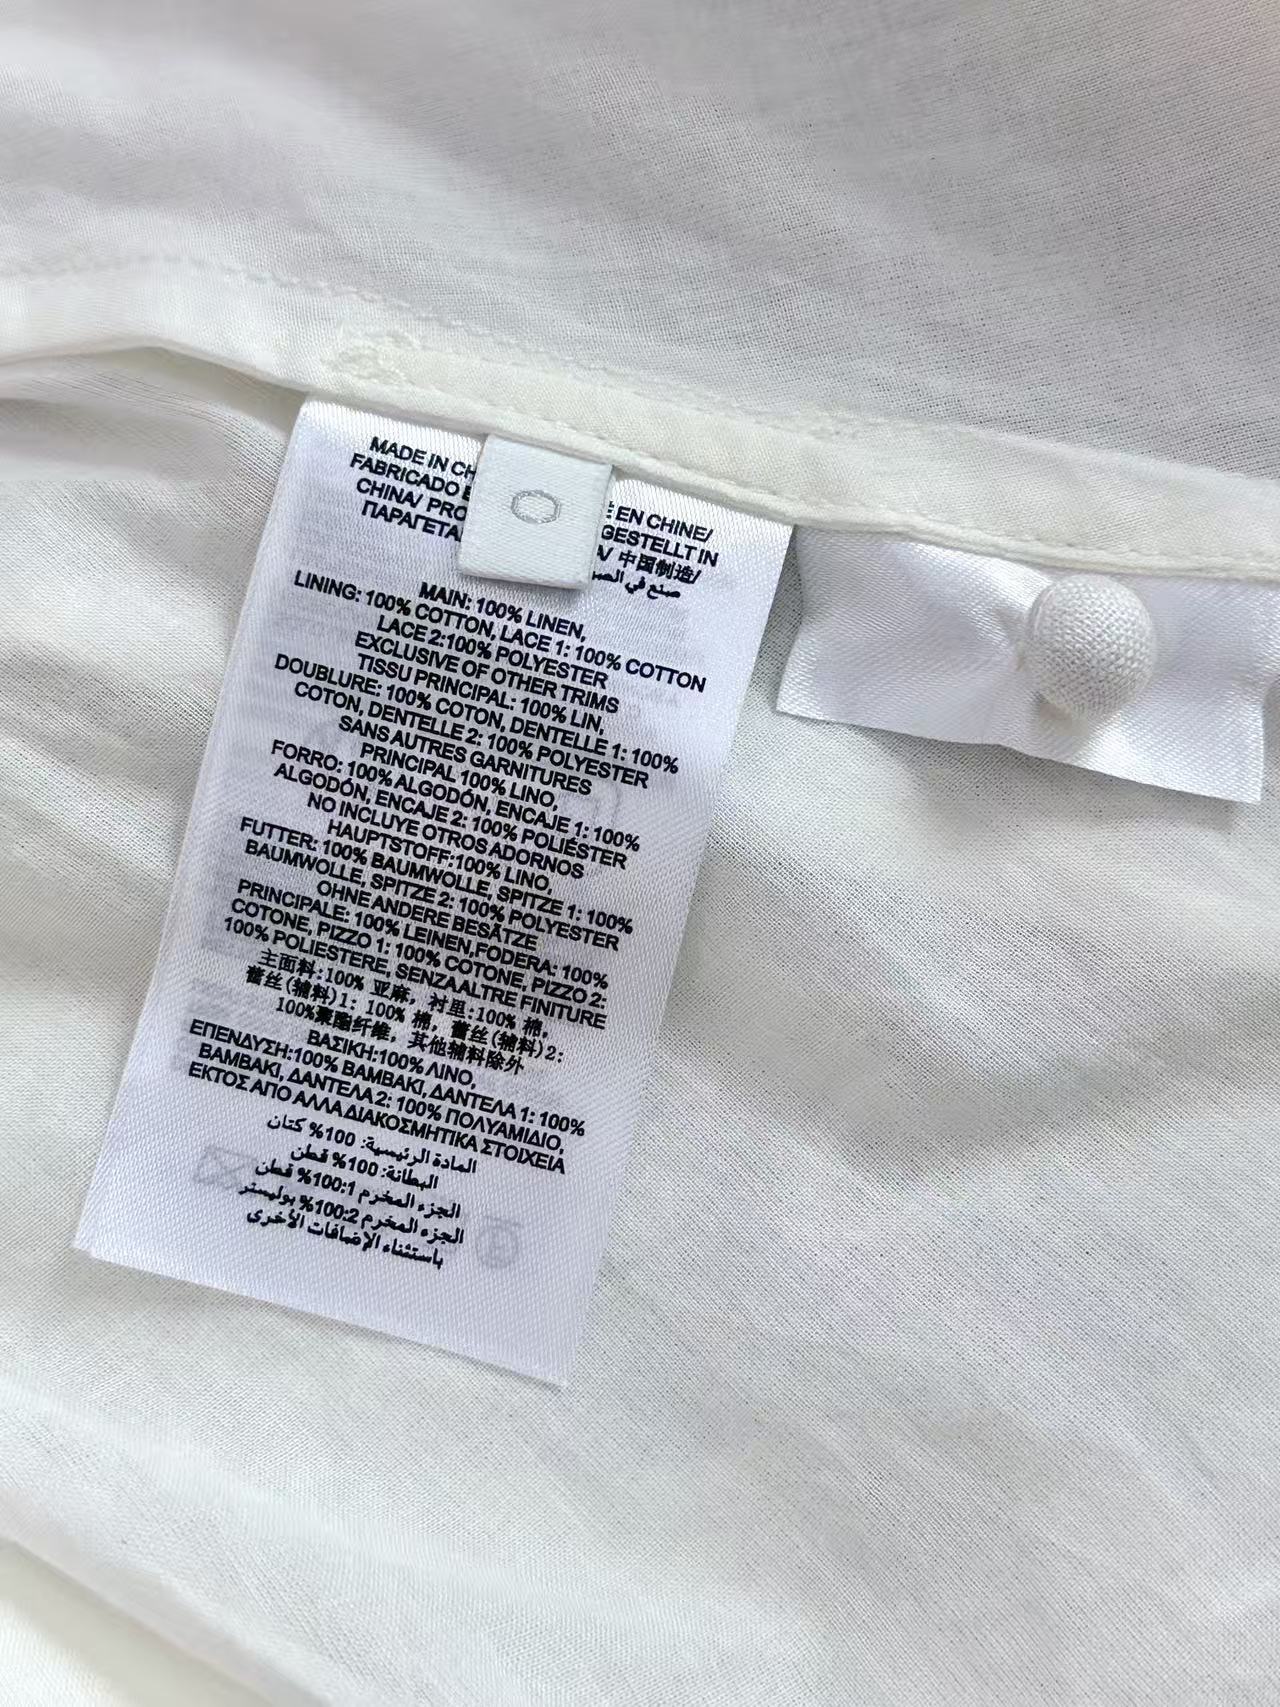 MADE IN CH
FABRICADO E EN CHINE/
CHINA/ PRO GESTELLT IN
ΠΑΡΑΓΕΤΑ 中国制造/
صنع في الص
0
MAIN: 100% LINEN,
LINING: 100% COTTON, LACE 1: 100% COTTON
LACE 2:100% POLYESTER
EXCLUSIVE OF OTHER TRIMS
TISSU PRINCIPAL: 100% LIN,
DOUBLURE: 100% COTON, DENTELLE 1: 100%
COTON, DENTELLE 2: 100% POLYESTER
SANS AUTRES GARNITURES
PRINCIPAL 100% LINO,
FORRO: 100% ALGODÓN, ENCAJE 1: 100%
ALGODÓN, ENCAJE 2: 100% POLIÉSTER
NO INCLUYE OTROS ADORNOS
HAUPTSTOFF:100% LINO,
FUTTER: 100% BAUMWOLLE, SPITZE 1: 100%
BAUMWOLLE, SPITZE 2: 100% POLYESTER
OHNE ANDERE BESÄTZE
PRINCIPALE: 100% LEINEN,FODERA: 100%
COTONE, PIZZO 1: 100% COTONE, PIZZO 2:
100% POLIESTERE, SENZA ALTRE FINITURE
主面料:100% 亚麻, 衬里:100% 棉,
蕾丝(辅料)1: 100% 棉, 蕾丝(辅料)2:
100%聚酯纤维, 其他辅料除外
ΒΑΣΙΚΗ:100% ΛΙΝΟ,
ΕΠΕΝΔΥΣΗ:100% ΒΑΜΒΑΚΙ, ΔΑΝΤΕΛΑ 1: 100%
ΒΑΜΒΑΚΙ, ΔΑΝΤΕΛΑ 2: 100% ΠΟΛΥΑΜΙΔΙΟ,
ΕΚΤΟΣ ΑΠΟ ΑΛΛΑ ΔΙΑΚΟΣΜΗΤΙΚΑ ΣΤΟΙΧΕΙΑ
المادة الرئيسية: 100% كتان
البطانة: 100% قطن
الجزء المخرم 1:100% قطن
الجزء المخرم 2:100% بوليستر
باستثناء الإضافات الأخرى